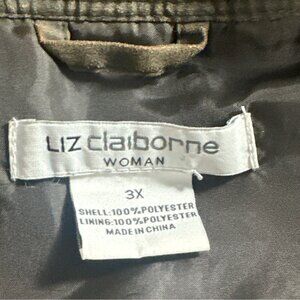 LIZ claiborne
WOMAN
3X
SHELL:100%POLYESTER
LINING:100%POLYESTER
MADE IN CHINA